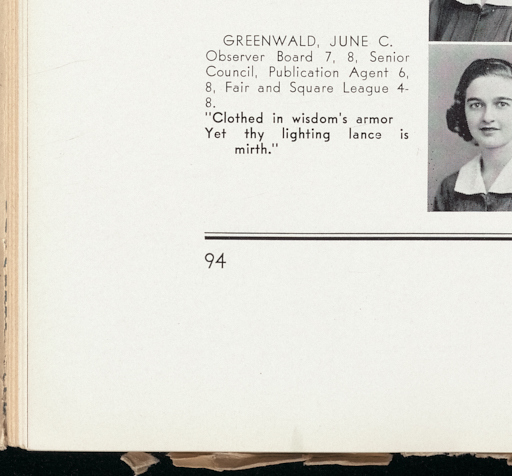 GREENWALD, JUNE C.
Observer Board 7, 8, Senior
Council, Publication Agent 6,
8, Fair and Square League 4-
8.
"Clothed in wisdom's armor
Yet thy lighting lance is
mirth."
94